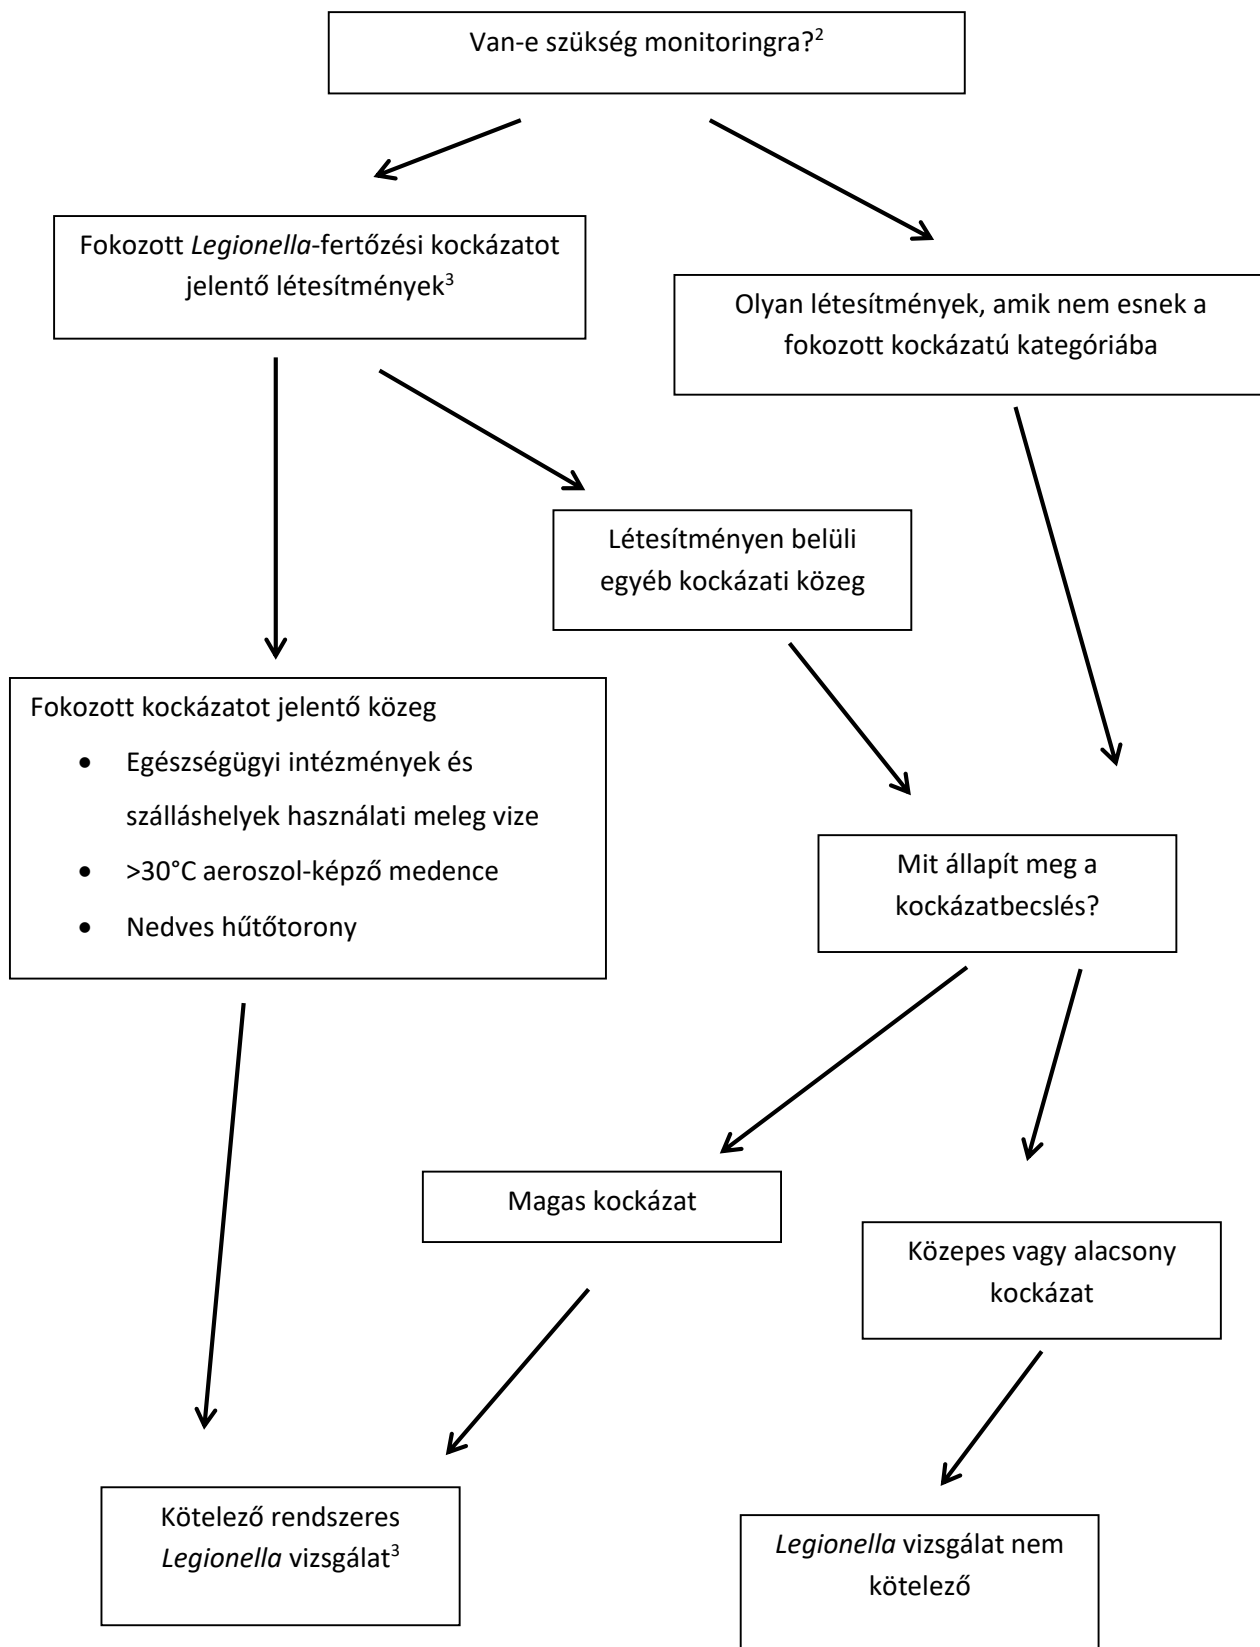 Van-e szükség monitoringra?²
Fokozott Legionella-fertőzési kockázatot
jelentő létesítmények³
Olyan létesítmények, amik nem esnek a
fokozott kockázatú kategóriába
Létesítményen belüli
egyéb kockázati közeg
Fokozott kockázatot jelentő közeg
• Egészségügyi intézmények és
szálláshelyek használati meleg vize
• >30°C aeroszol-képző medence
• Nedves hűtőtorony
Mit állapít meg a
kockázatbecslés?
Magas kockázat
Közepes vagy alacsony
kockázat
Kötelező rendszeres
Legionella vizsgálat³
Legionella vizsgálat nem
kötelező